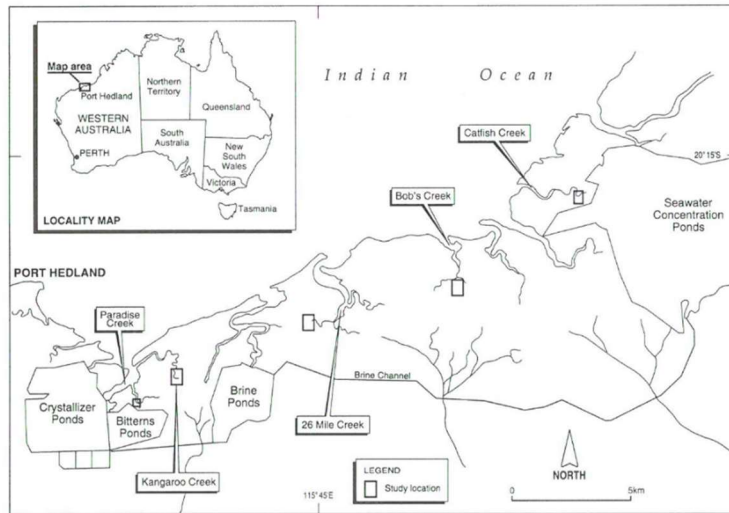 Map area
Port Hedland
Northern
Territory
Queensland
WESTERN
AUSTRALIA
South
Australia
New
South
Wales
PERTH
Victoria
Tasmania
LOCALITY MAP
Indian Ocean
Catfish Creek
20° 15'S
Bob's Creek
Seawater
Concentration
Ponds
PORT HEDLAND
Paradise
Creek
Crystallizer
Ponds
Bitterns
Ponds
Brine
Ponds
Brine Channel
26 Mile Creek
Kangaroo Creek
115°45'E
LEGEND
Study location
NORTH
0 5km